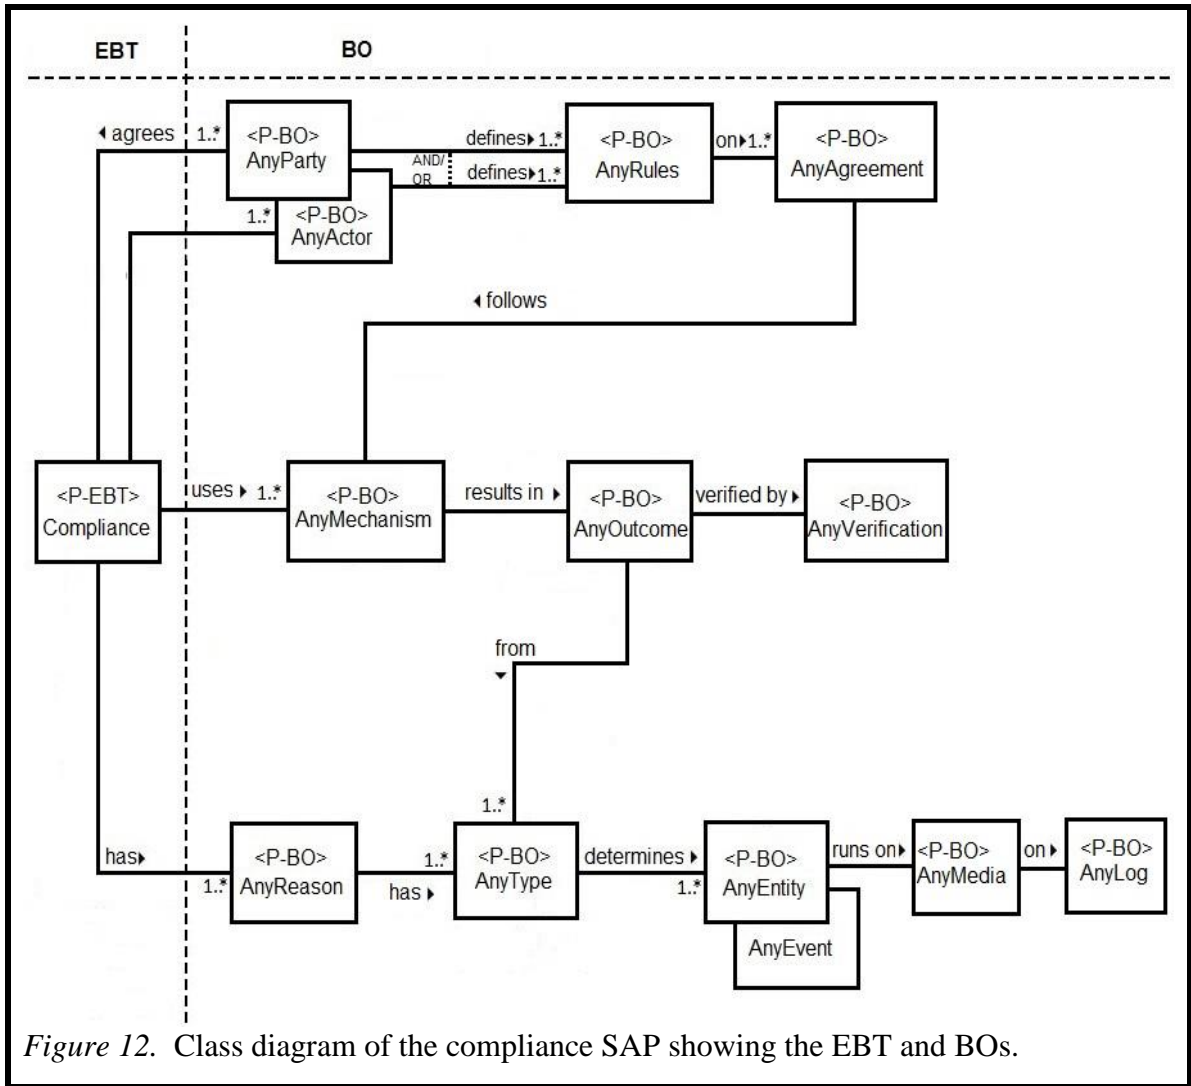 EBT
BO
agrees
1..*
<P-BO>
AnyParty
defines
1..*
AND/
OR
defines
1..*
<P-BO>
AnyRules
on
1..*
<P-BO>
AnyAgreement
1..*
<P-BO>
AnyActor
follows
<P-EBT>
Compliance
uses
1..*
<P-BO>
AnyMechanism
results in
<P-BO>
AnyOutcome
verified by
<P-BO>
AnyVerification
from
1..*
has
1..*
<P-BO>
AnyReason
1..*
has
<P-BO>
AnyType
determines
1..*
<P-BO>
AnyEntity
AnyEvent
runs on
<P-BO>
AnyMedia
on
<P-BO>
AnyLog
Figure 12. Class diagram of the compliance SAP showing the EBT and BOs.